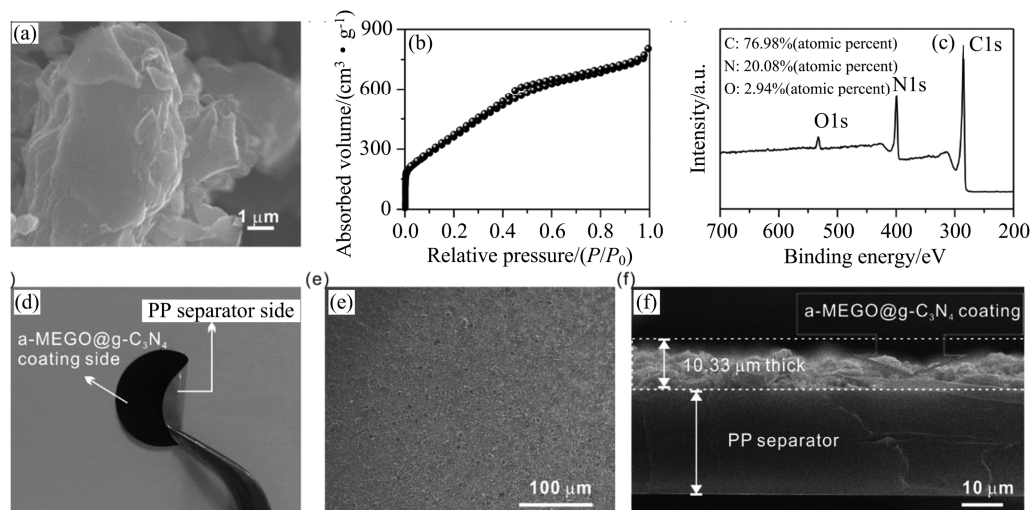 (a)
1 μm
(b)
900
600
300
0
0.0 0.2 0.4 0.6 0.8 1.0
Absorbed volume/(cm³・g⁻¹)
Relative pressure/(P/P₀)
(c)
C: 76.98%(atomic percent)
N: 20.08%(atomic percent)
O: 2.94%(atomic percent)
O1s
N1s
C1s
Intensity/a.u.
700 600 500 400 300 200
Binding energy/eV
)
(d)
PP separator side
a-MEGO@g-C₃N₄
coating side
(e)
(e)
100 μm
(f)
(f)
a-MEGO@g-C₃N₄ coating
10.33 μm thick
PP separator
10 μm